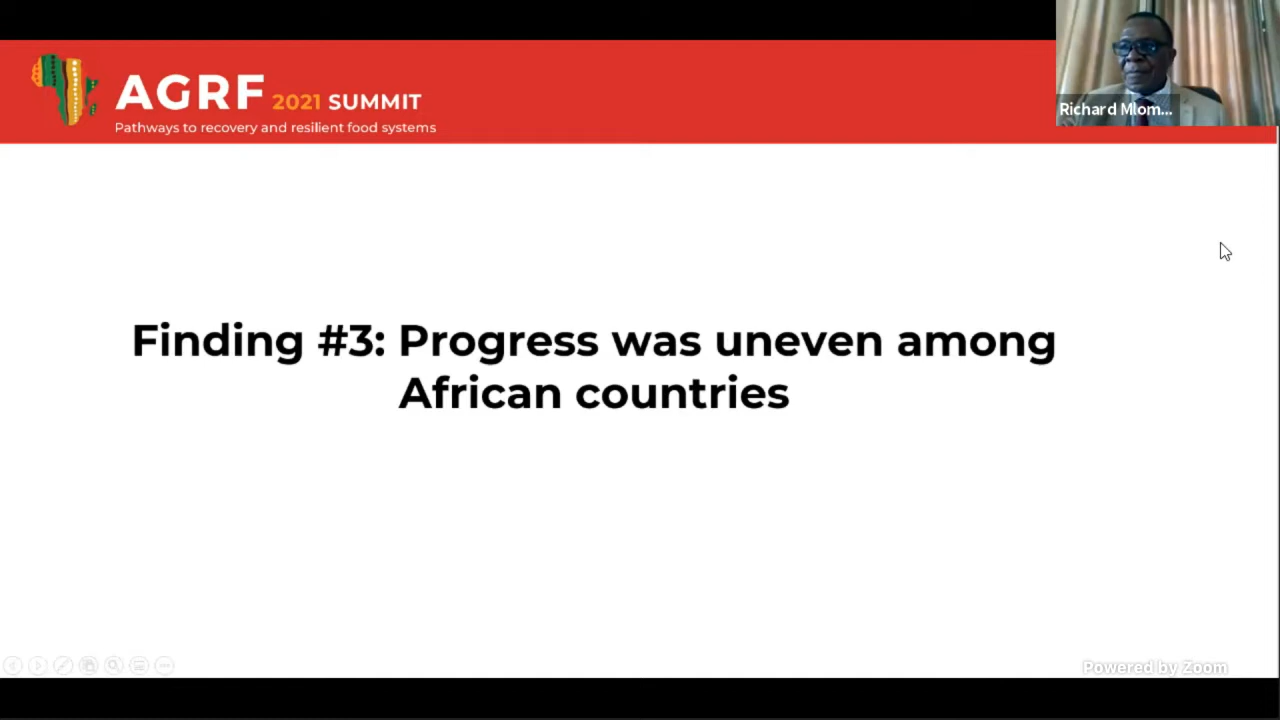 AGRF 2021 SUMMIT
Pathways to recovery and resilient food systems
Richard Mlom...
Finding #3: Progress was uneven among
African countries
Powered by Zoom